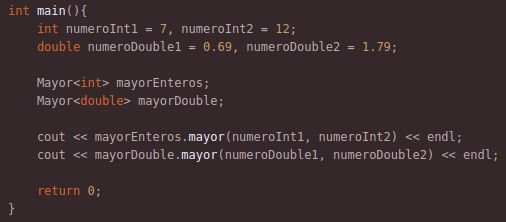 int main(){
    int numeroInt1 = 7, numeroInt2 = 12;
    double numeroDouble1 = 0.69, numeroDouble2 = 1.79;

    Mayor<int> mayorEnteros;
    Mayor<double> mayorDouble;

    cout << mayorEnteros.mayor(numeroInt1, numeroInt2) << endl;
    cout << mayorDouble.mayor(numeroDouble1, numeroDouble2) << endl;

    return 0;
}